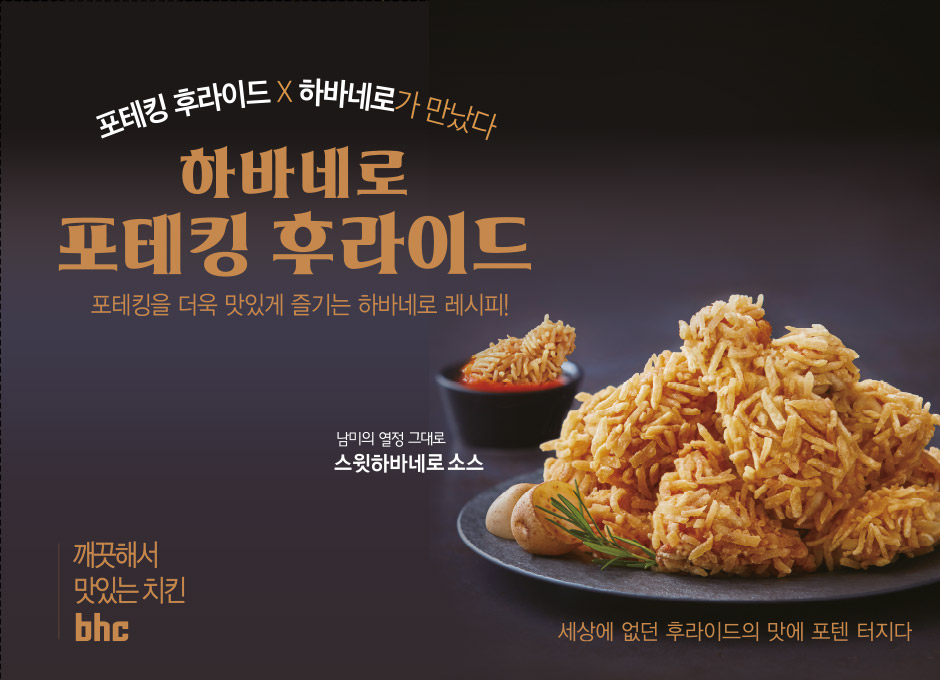 포테킹 후라이드 X 하바네로가 만났다
하바네로
포테킹 후라이드
포테킹을 더욱 맛있게 즐기는 하바네로 레시피!
남미의 열정 그대로
스윗하바네로 소스
깨끗해서
맛있는 치킨
bhc
세상에 없던 후라이드의 맛에 포텐 터지다